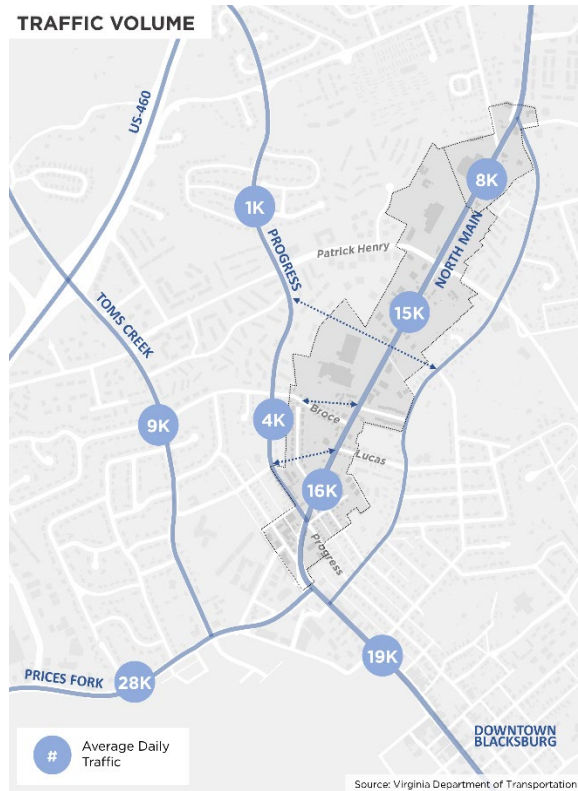 TRAFFIC VOLUME
US-460
8K
1K
PROGRESS
Patrick Henry
NORTH MAIN
TOMS CREEK
15K
9K
4K
Broce
Lucas
16K
Progress
19K
PRICES FORK
28K
DOWNTOWN
BLACKSBURG
# Average Daily
Traffic
Source: Virginia Department of Transportation